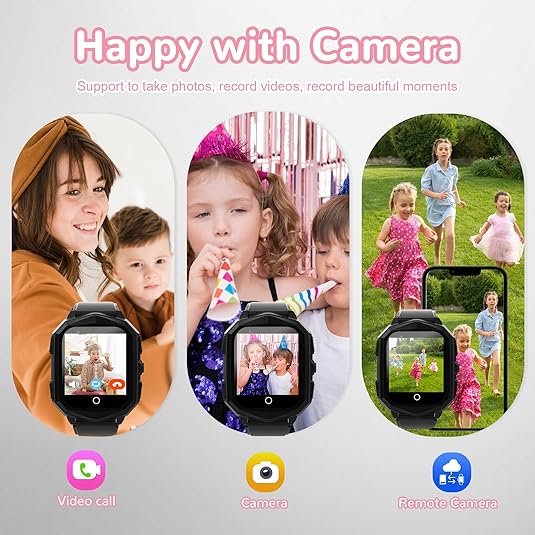 Happy with Camera
Support to take photos, record videos, record beautiful moments
Video call
Camera
Remote Camera